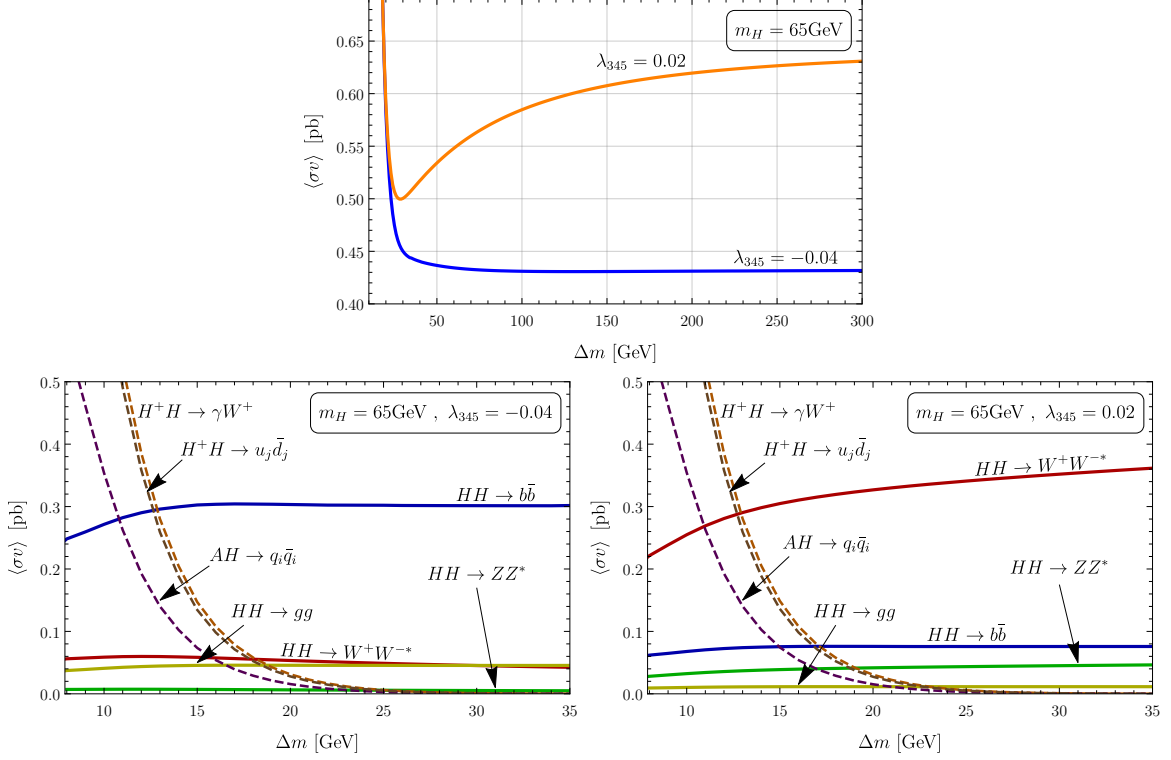 m_H = 65GeV
λ_345 = 0.02
λ_345 = −0.04
⟨σv⟩ [pb]
0.65
0.60
0.55
0.50
0.45
0.40
50 100 150 200 250 300
Δm [GeV]
m_H = 65GeV , λ_345 = −0.04
H⁺H → γW⁺
H⁺H → u_j d̄_j
HH → bb̄
AH → q_i q̄_i
HH → ZZ*
HH → gg
HH → W⁺W⁻*
⟨σv⟩ [pb]
0.5
0.4
0.3
0.2
0.1
0.0
10 15 20 25 30 35
Δm [GeV]
m_H = 65GeV , λ_345 = 0.02
H⁺H → γW⁺
H⁺H → u_j d̄_j
HH → W⁺W⁻*
AH → q_i q̄_i
HH → ZZ*
HH → gg
HH → bb̄
⟨σv⟩ [pb]
0.5
0.4
0.3
0.2
0.1
0.0
10 15 20 25 30 35
Δm [GeV]